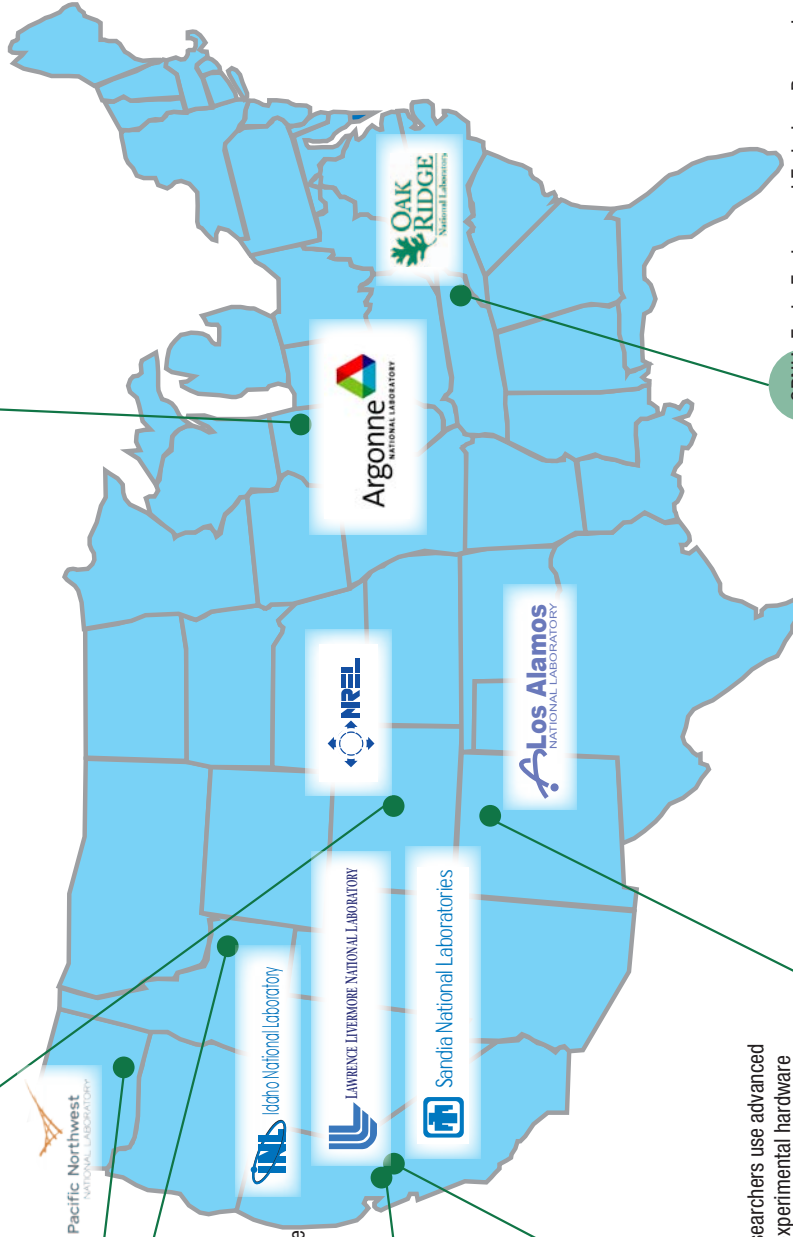 Pacific Northwest
NATIONAL LABORATORY
INL Idaho National Laboratory
LAWRENCE LIVERMORE NATIONAL LABORATORY
Sandia National Laboratories
NREL
Los Alamos
NATIONAL LABORATORY
Argonne
NATIONAL LABORATORY
OAK
RIDGE
National Laboratory
searchers use advanced
xperimental hardware
e